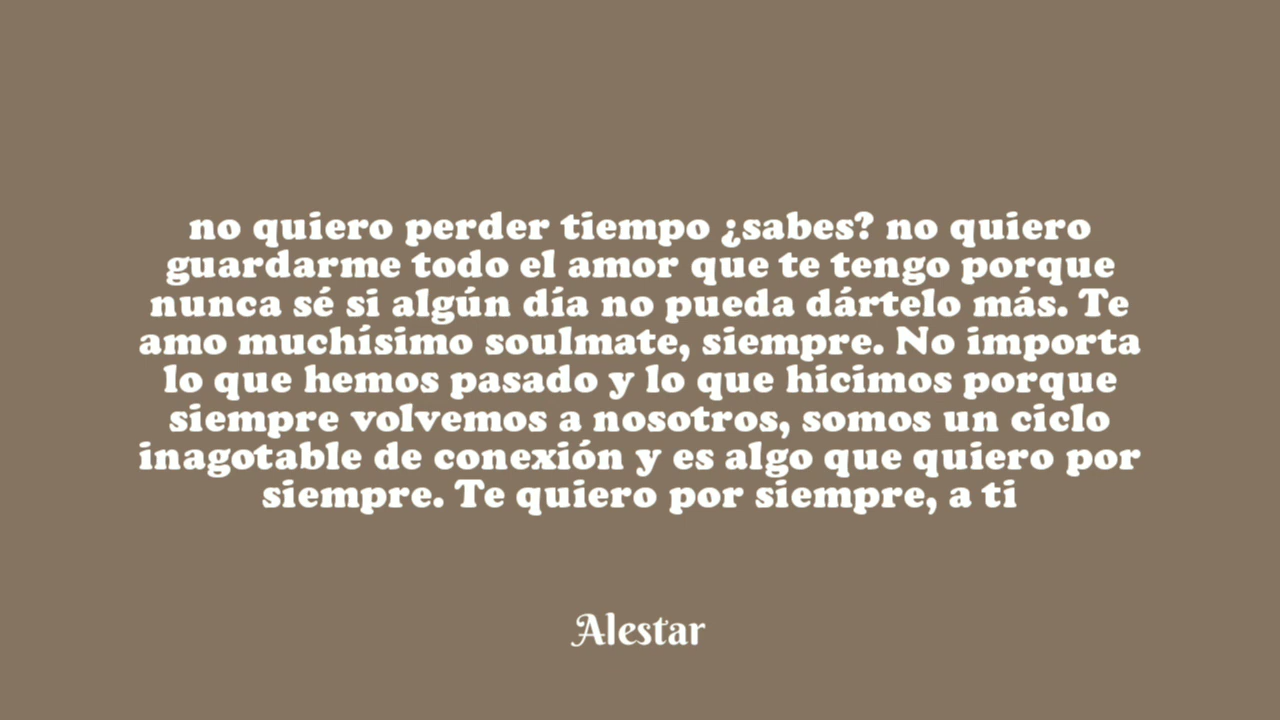 no quiero perder tiempo ¿sabes? no quiero
guardarme todo el amor que te tengo porque
nunca sé si algún día no pueda dártelo más. Te
amo muchísimo soulmate, siempre. No importa
lo que hemos pasado y lo que hicimos porque
siempre volvemos a nosotros, somos un ciclo
inagotable de conexión y es algo que quiero por
siempre. Te quiero por siempre, a ti
Alestar